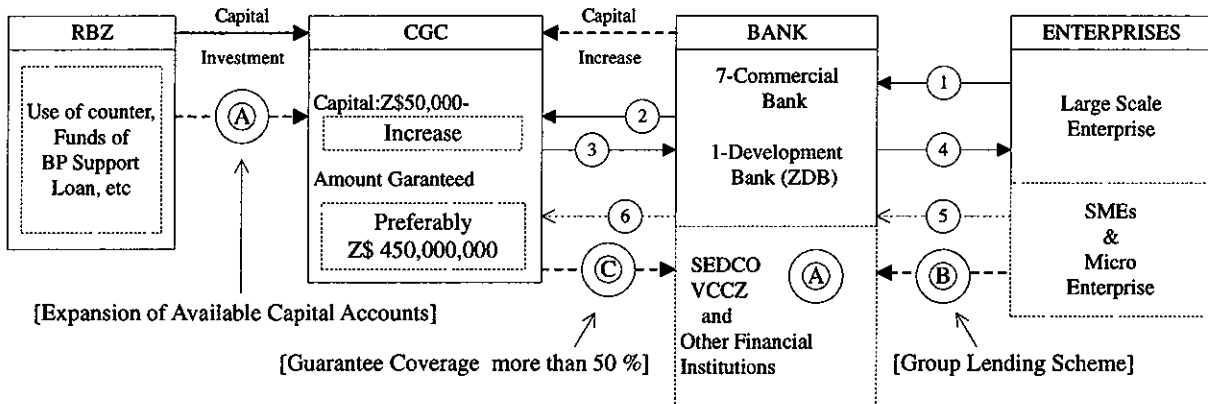 RBZ
Capital
Investment
CGC
Capital
Increase
BANK
ENTERPRISES
Use of counter,
Funds of
BP Support
Loan, etc
A
Capital:Z$50,000-
Increase
Amount Garanteed
Preferably
Z$ 450,000,000
2
3
6
C
7-Commercial
Bank
1-Development
Bank (ZDB)
SEDCO
VCCZ
and
Other Financial
Institutions
A
1
4
5
B
Large Scale
Enterprise
SMEs
&
Micro
Enterprise
[Expansion of Available Capital Accounts]
[Guarantee Coverage more than 50 %]
[Group Lending Scheme]